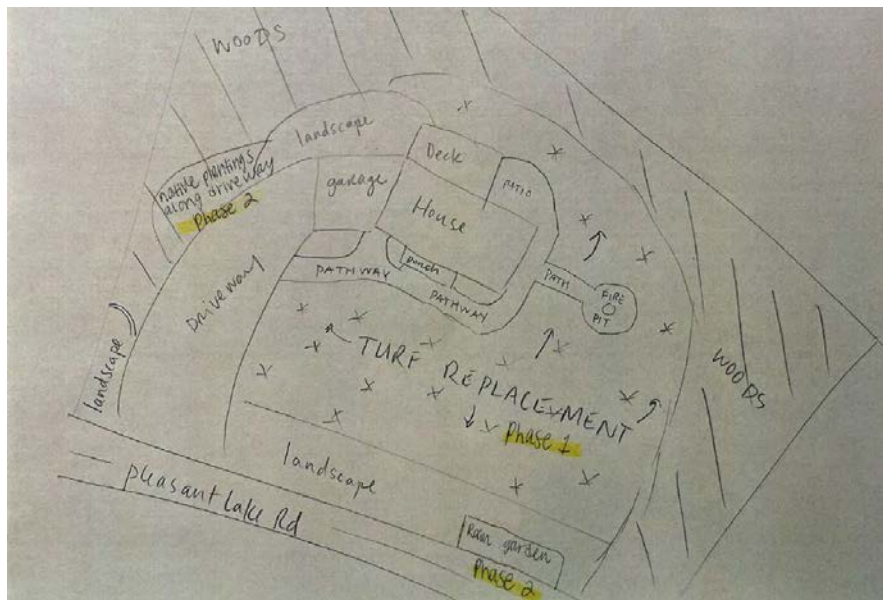 WOODS
landscape
native plantings
along driveway
Phase 2
Deck
garage
PATIO
House
Driveway
PATHWAY
porch
PATHWAY
PATH
FIRE
PIT
landscape
TURF REPLACEMENT
Phase 1
WOODS
landscape
Pleasant Lake Rd
Rain garden
Phase 2